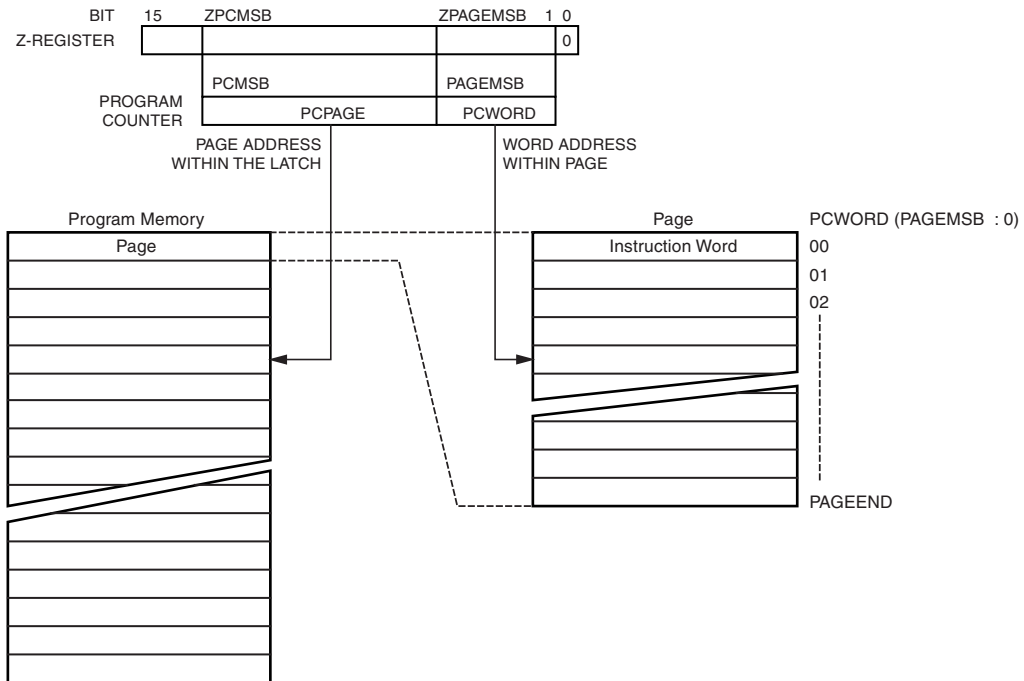 BIT 15 ZPCMSB ZPAGEMSB 1 0
Z-REGISTER 0
PCMSB PAGEMSB
PROGRAM
COUNTER
PCPAGE PCWORD
PAGE ADDRESS
WITHIN THE LATCH
WORD ADDRESS
WITHIN PAGE
Program Memory
Page
Page
Instruction Word
PCWORD (PAGEMSB : 0)
00
01
02
PAGEEND